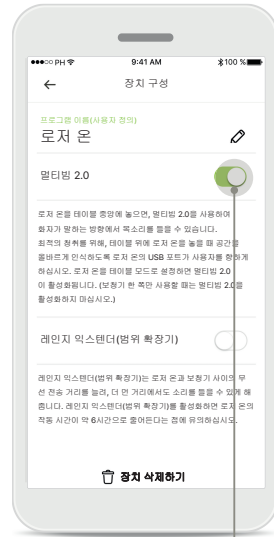 ●●●○○ PH 9:41 AM 100 %
장치 구성
프로그램 이름(사용자 정의)
로저 온
멀티빔 2.0
로저 온을 테이블 중앙에 놓으면, 멀티빔 2.0을 사용하여
화자가 말하는 방향에서 목소리를 들을 수 있습니다.
최적의 청취를 위해, 테이블 위에 로저 온을 놓을 때 공간을
올바르게 인식하도록 로저 온의 USB 포트가 사용자를 향하게
하십시오. 로저 온을 테이블 모드로 설정하면 멀티빔 2.0
이 활성화됩니다. (보청기 한 쪽만 사용할 때는 멀티빔 2.0을
활성화하지 마십시오.)
레인지 익스텐더(범위 확장기)
레인지 익스텐더(범위 확장기)는 로저 온과 보청기 사이의 무
선 전송 거리를 늘려, 더 먼 거리에서도 소리를 들을 수 있게 해
줍니다. 레인지 익스텐더(범위 확장기)를 활성화하면 로저 온의
작동 시간이 약 6시간으로 줄어든다는 점에 유의하십시오.
장치 삭제하기